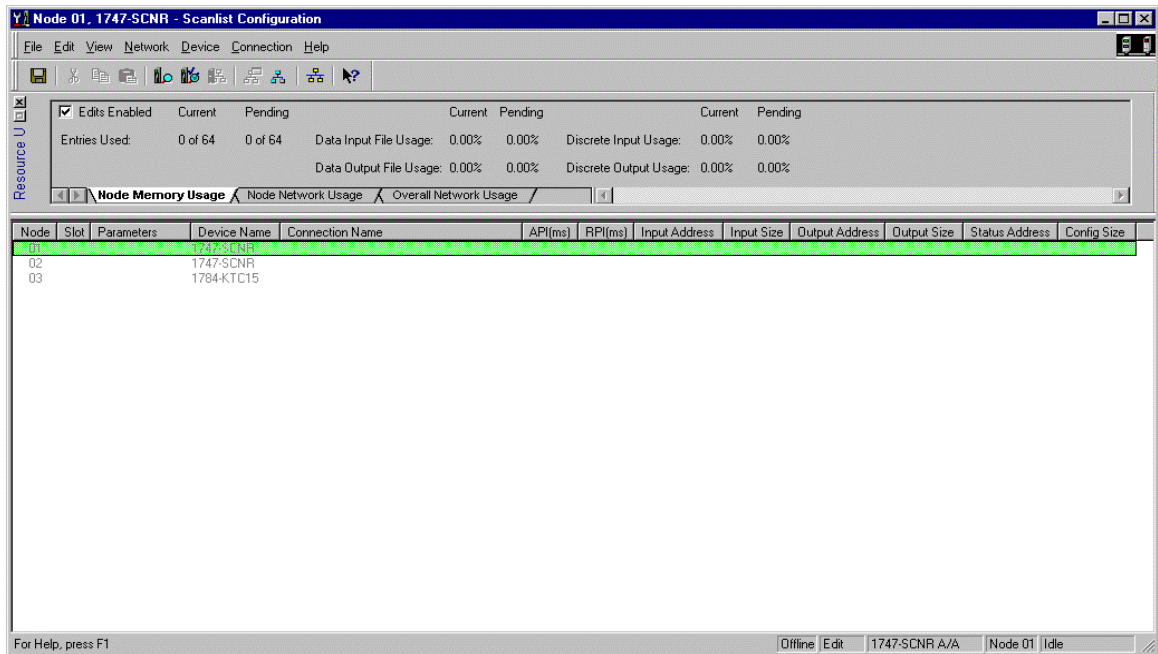 Node 01, 1747-SCNR - Scanlist Configuration
File Edit View Network Device Connection Help
Resource U
Edits Enabled Current Pending Current Pending Current Pending
Entries Used: 0 of 64 0 of 64 Data Input File Usage: 0.00% 0.00% Discrete Input Usage: 0.00% 0.00%
Data Output File Usage: 0.00% 0.00% Discrete Output Usage: 0.00% 0.00%
Node Memory Usage Node Network Usage Overall Network Usage
Node Slot Parameters Device Name Connection Name API(ms) RPI(ms) Input Address Input Size Output Address Output Size Status Address Config Size
01 1747-SCNR
02 1747-SCNR
03 1784-KTC15
For Help, press F1 Offline Edit 1747-SCNR A/A Node 01 Idle